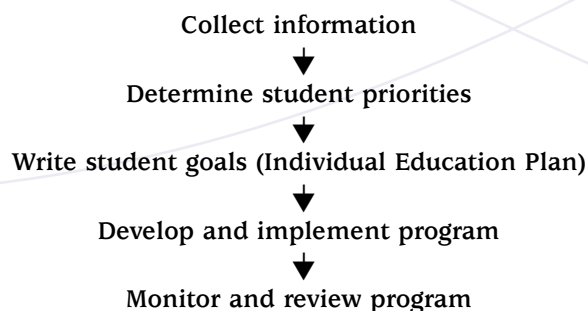 Collect information
Determine student priorities
Write student goals (Individual Education Plan)
Develop and implement program
Monitor and review program